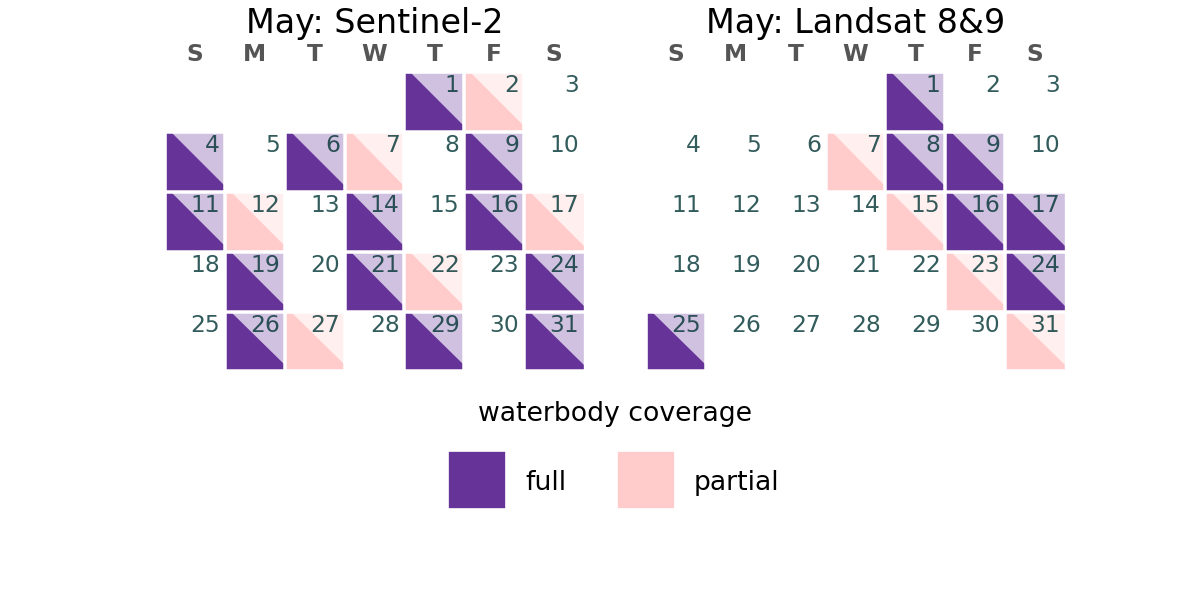 May: Sentinel-2
S M T W T F S
1 2 3
4 5 6 7 8 9 10
11 12 13 14 15 16 17
18 19 20 21 22 23 24
25 26 27 28 29 30 31
May: Landsat 8&9
S M T W T F S
1 2 3
4 5 6 7 8 9 10
11 12 13 14 15 16 17
18 19 20 21 22 23 24
25 26 27 28 29 30 31
waterbody coverage
full
partial